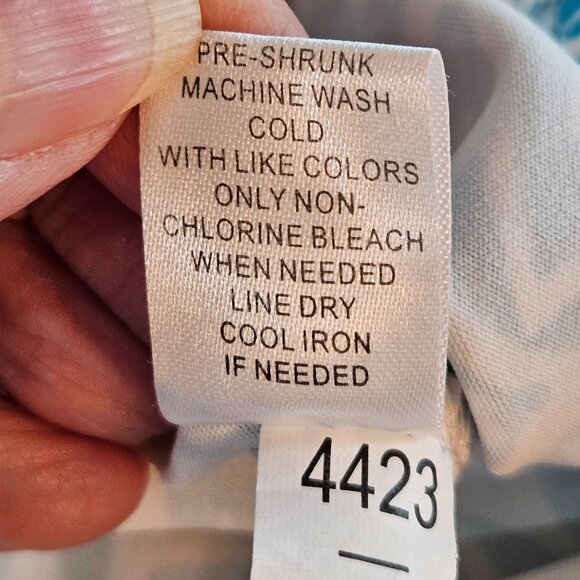 PRE-SHRUNK
MACHINE WASH
COLD
WITH LIKE COLORS
ONLY NON-
CHLORINE BLEACH
WHEN NEEDED
LINE DRY
COOL IRON
IF NEEDED
4423